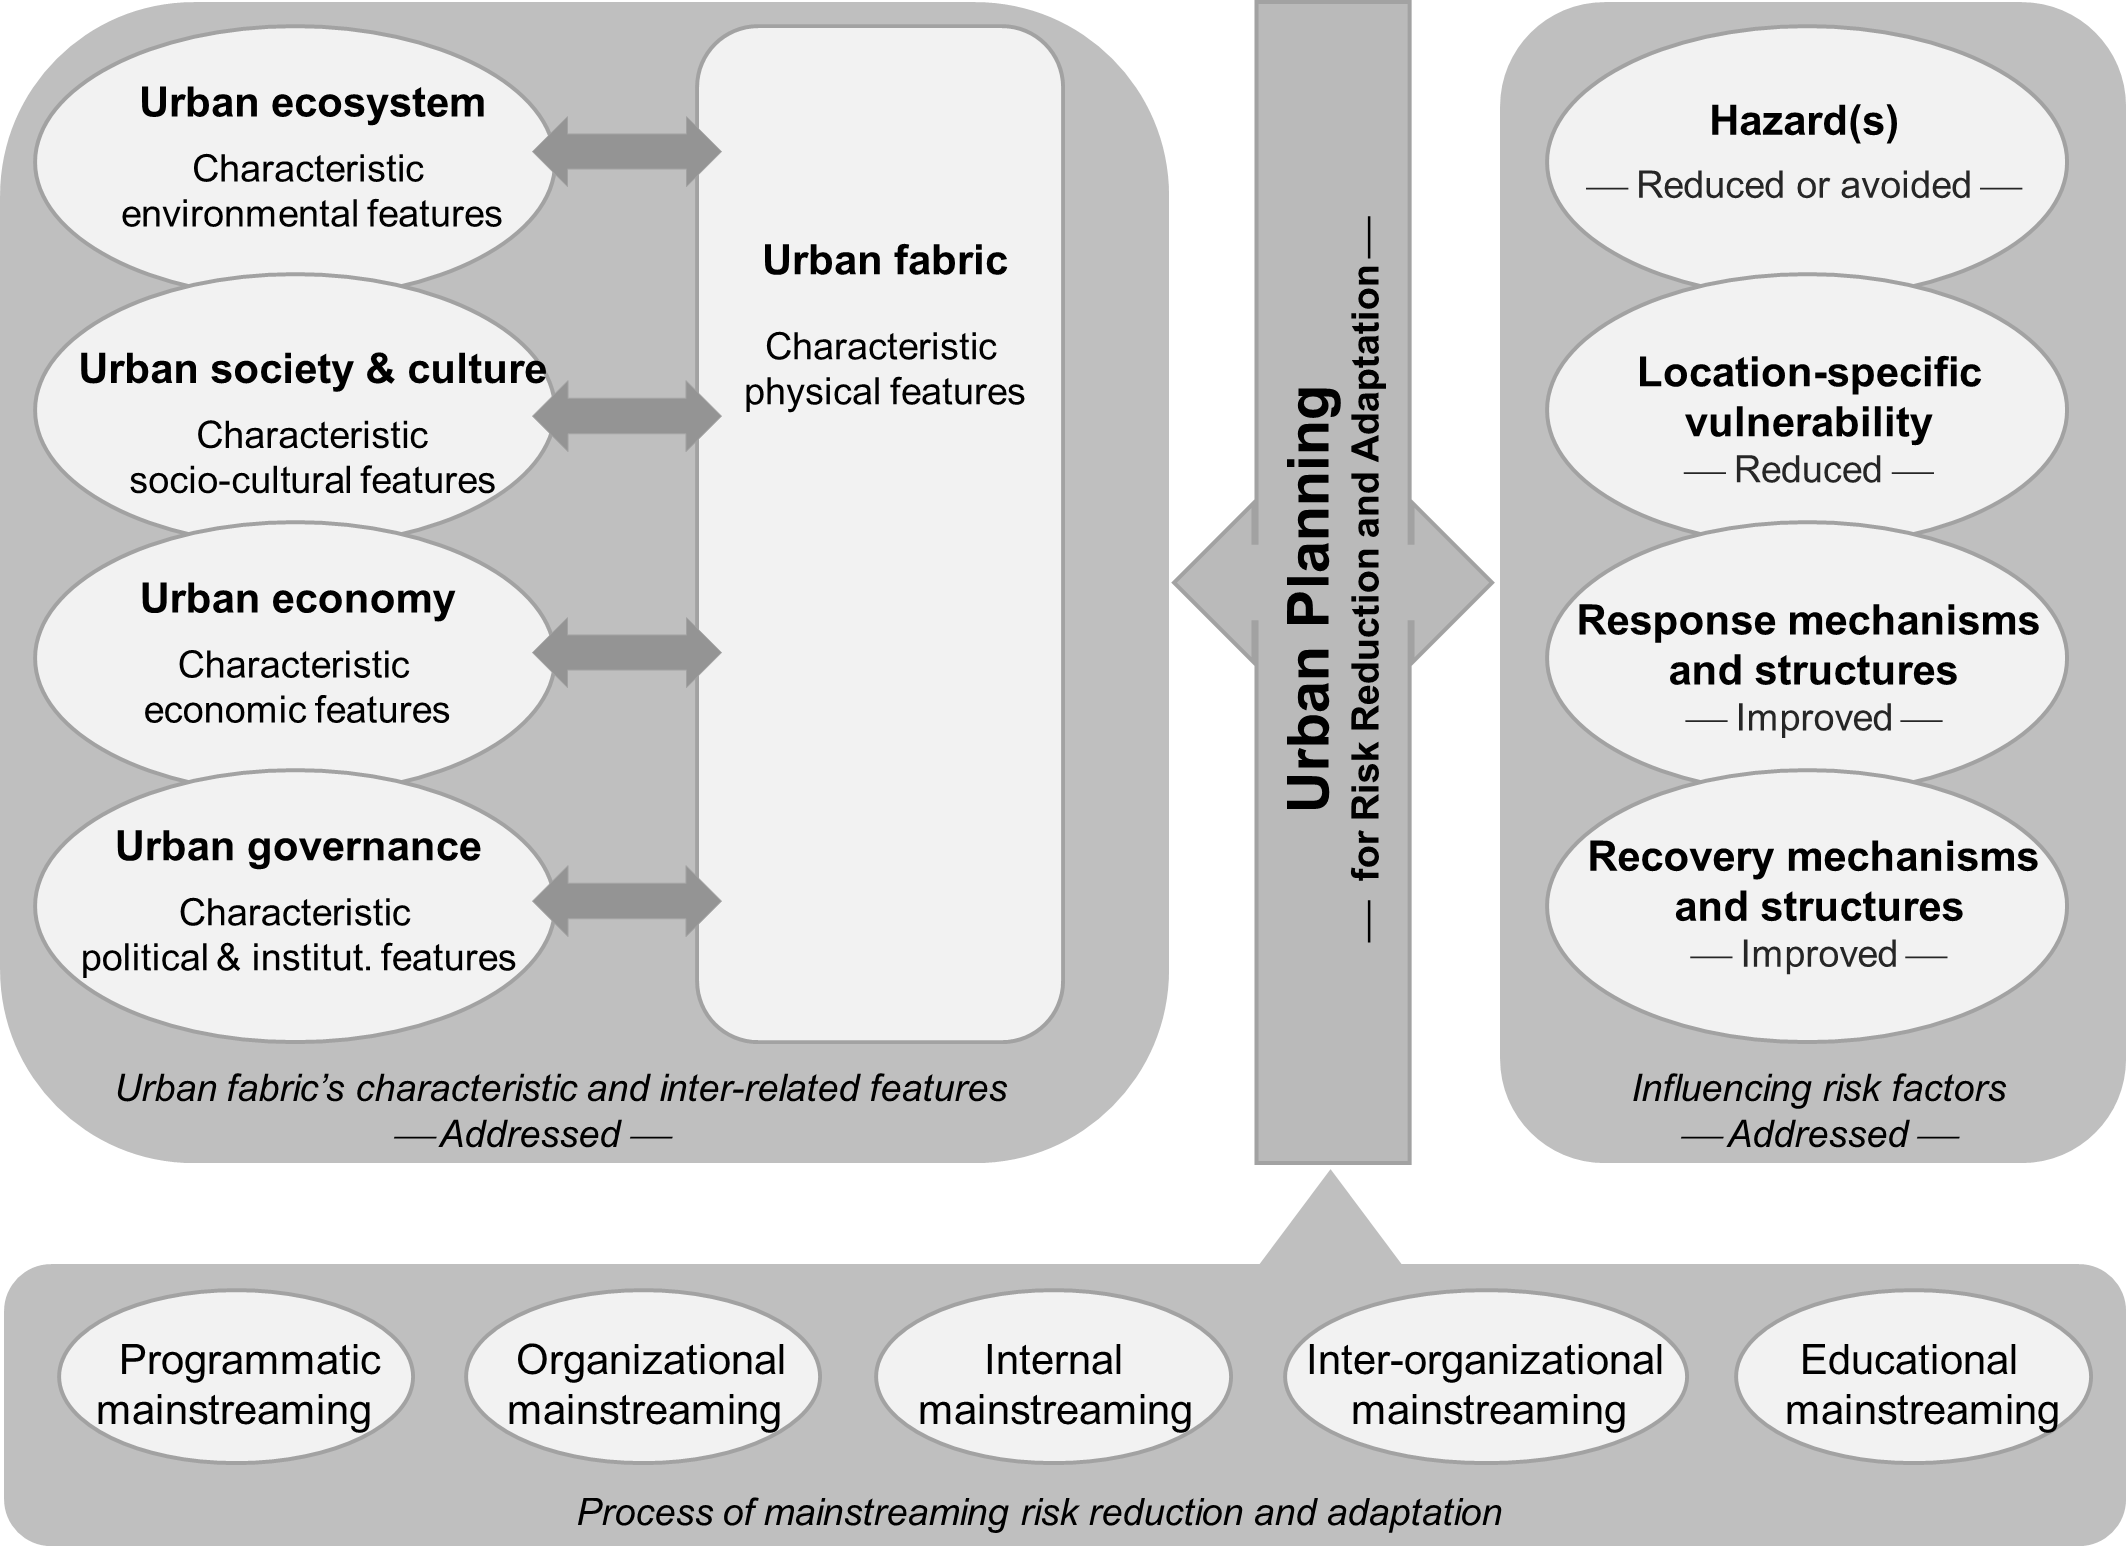 Urban ecosystem
Characteristic
environmental features
Urban society & culture
Characteristic
socio-cultural features
Urban economy
Characteristic
economic features
Urban governance
Characteristic
political & institut. features
Urban fabric
Characteristic
physical features
Urban fabric’s characteristic and inter-related features
— Addressed —
Urban Planning
— for Risk Reduction and Adaptation —
Hazard(s)
— Reduced or avoided —
Location-specific
vulnerability
— Reduced —
Response mechanisms
and structures
— Improved —
Recovery mechanisms
and structures
— Improved —
Influencing risk factors
— Addressed —
Programmatic
mainstreaming
Organizational
mainstreaming
Internal
mainstreaming
Inter-organizational
mainstreaming
Educational
mainstreaming
Process of mainstreaming risk reduction and adaptation